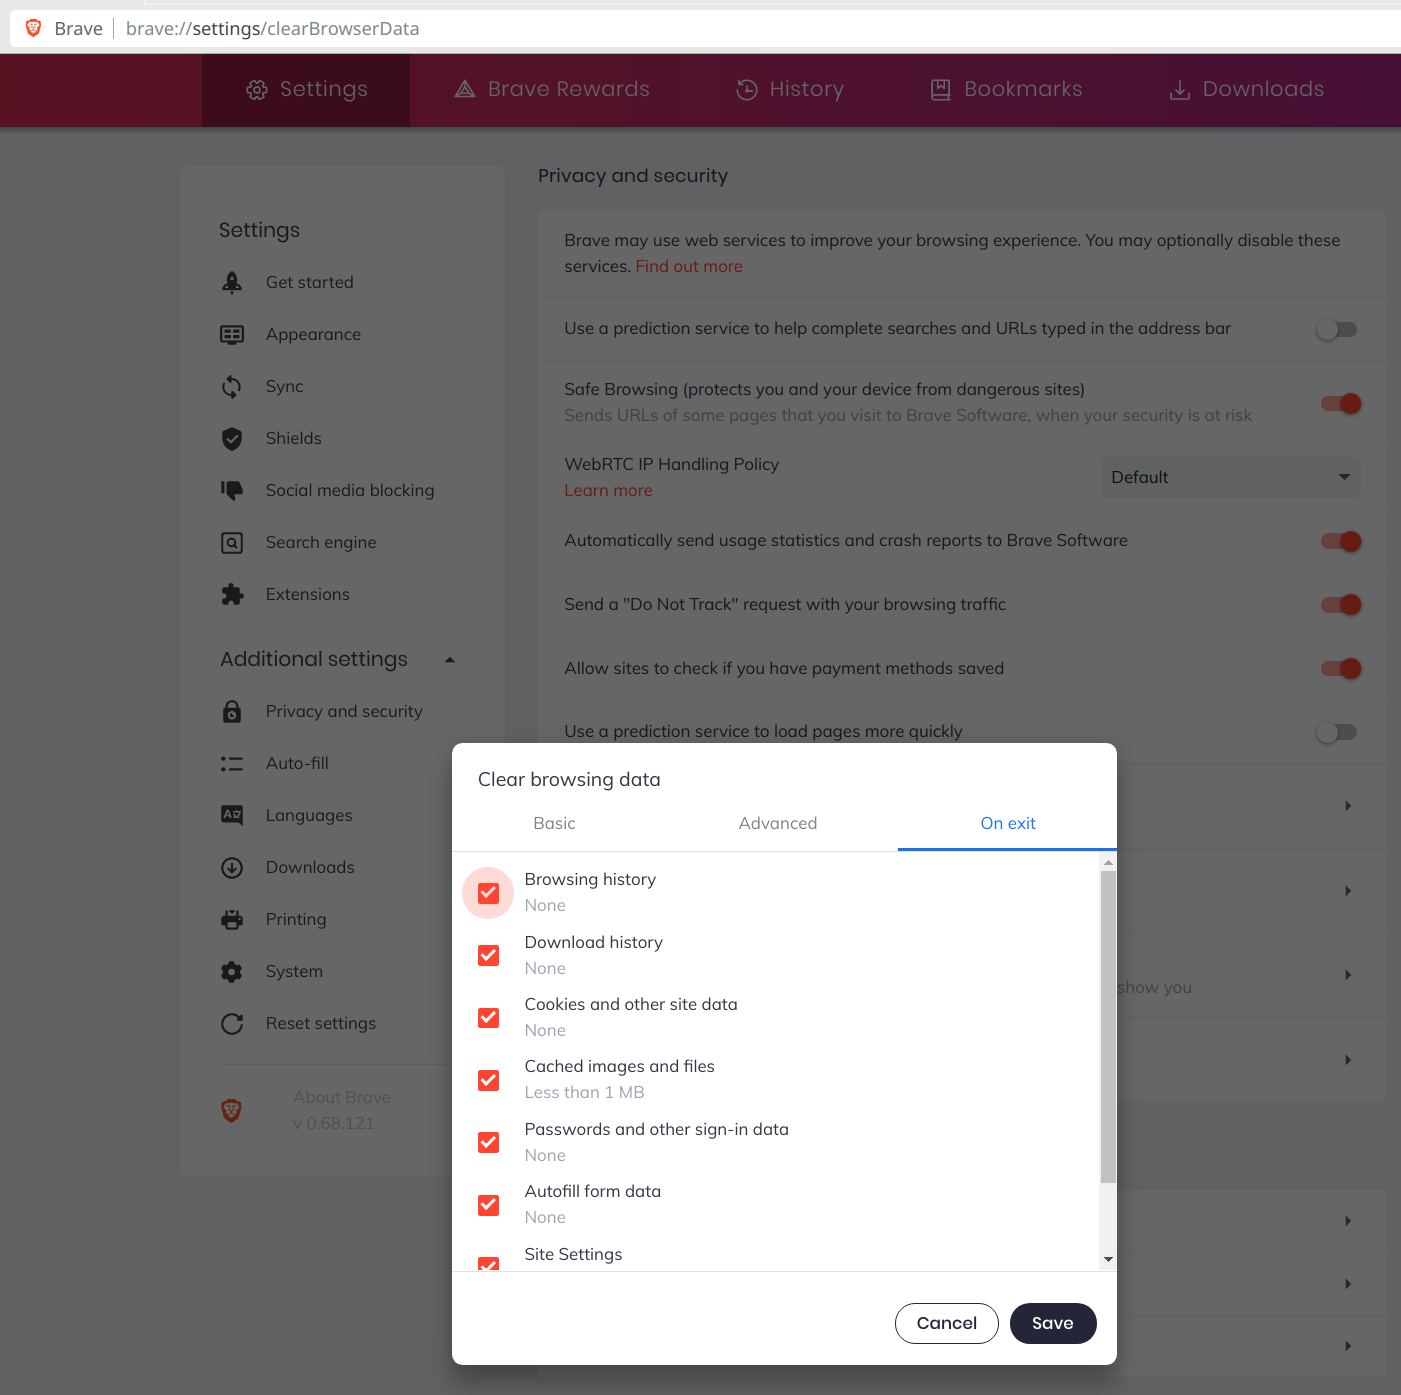 Brave brave://settings/clearBrowserData
Settings Brave Rewards History Bookmarks Downloads
Settings
Get started
Appearance
Sync
Shields
Social media blocking
Search engine
Extensions
Additional settings
Privacy and security
Auto-fill
Languages
Downloads
Printing
System
Reset settings
About Brave
v 0.68.121
Privacy and security
Brave may use web services to improve your browsing experience. You may optionally disable these
services. Find out more
Use a prediction service to help complete searches and URLs typed in the address bar
Safe Browsing (protects you and your device from dangerous sites)
Sends URLs of some pages that you visit to Brave Software, when your security is at risk
WebRTC IP Handling Policy
Learn more
Default
Automatically send usage statistics and crash reports to Brave Software
Send a "Do Not Track" request with your browsing traffic
Allow sites to check if you have payment methods saved
Use a prediction service to load pages more quickly
show you
Clear browsing data
Basic Advanced On exit
Browsing history
None
Download history
None
Cookies and other site data
None
Cached images and files
Less than 1 MB
Passwords and other sign-in data
None
Autofill form data
None
Site Settings
Cancel Save